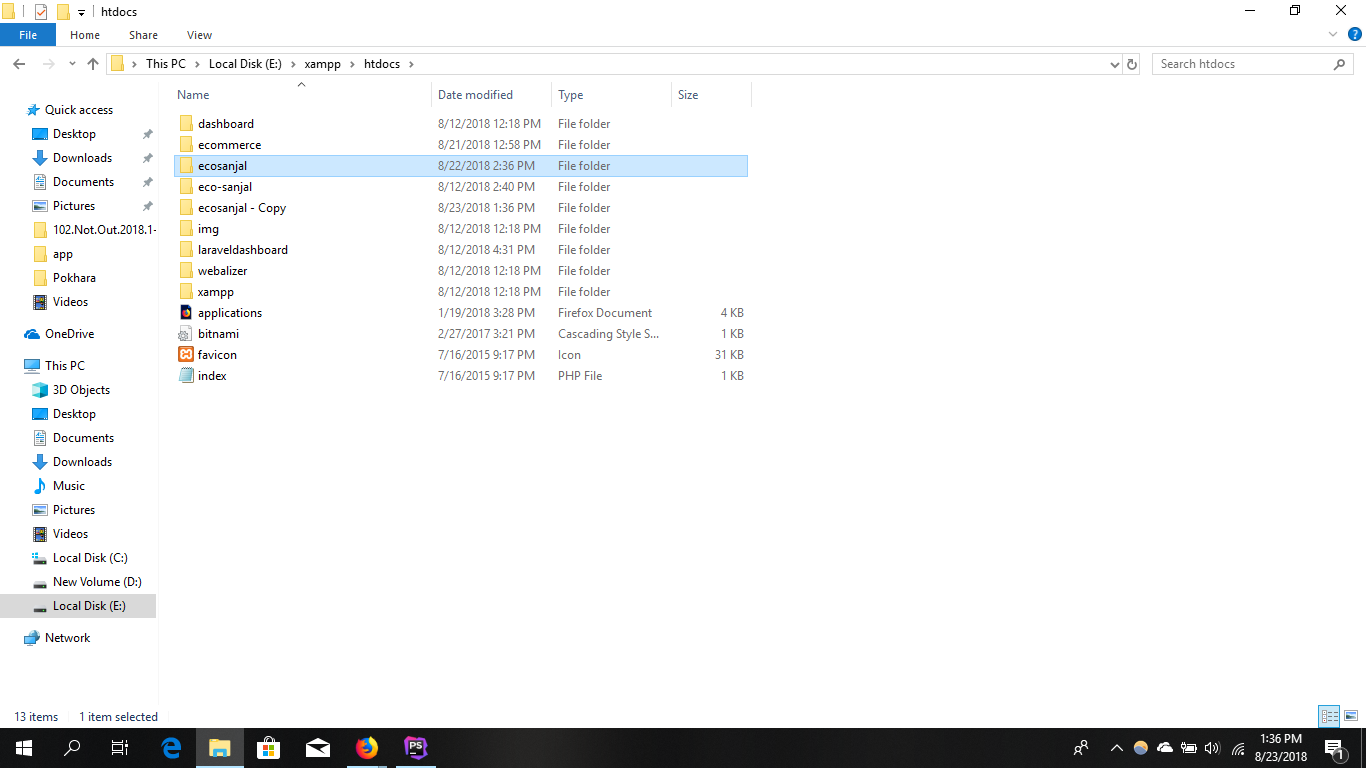 htdocs
File Home Share View
This PC Local Disk (E:) xampp htdocs Search htdocs
Name Date modified Type Size
Quick access
Desktop
Downloads
Documents
Pictures
102.Not.Out.2018.1-
app
Pokhara
Videos
OneDrive
This PC
3D Objects
Desktop
Documents
Downloads
Music
Pictures
Videos
Local Disk (C:)
New Volume (D:)
Local Disk (E:)
Network
dashboard 8/12/2018 12:18 PM File folder
ecommerce 8/21/2018 12:58 PM File folder
ecosanjal 8/22/2018 2:36 PM File folder
eco-sanjal 8/12/2018 2:40 PM File folder
ecosanjal - Copy 8/23/2018 1:36 PM File folder
img 8/12/2018 12:18 PM File folder
laraveldashboard 8/12/2018 4:31 PM File folder
webalizer 8/12/2018 12:18 PM File folder
xampp 8/12/2018 12:18 PM File folder
applications 1/19/2018 3:28 PM Firefox Document 4 KB
bitnami 2/27/2017 3:21 PM Cascading Style S... 1 KB
favicon 7/16/2015 9:17 PM Icon 31 KB
index 7/16/2015 9:17 PM PHP File 1 KB
13 items 1 item selected
PS
1:36 PM
8/23/2018
1